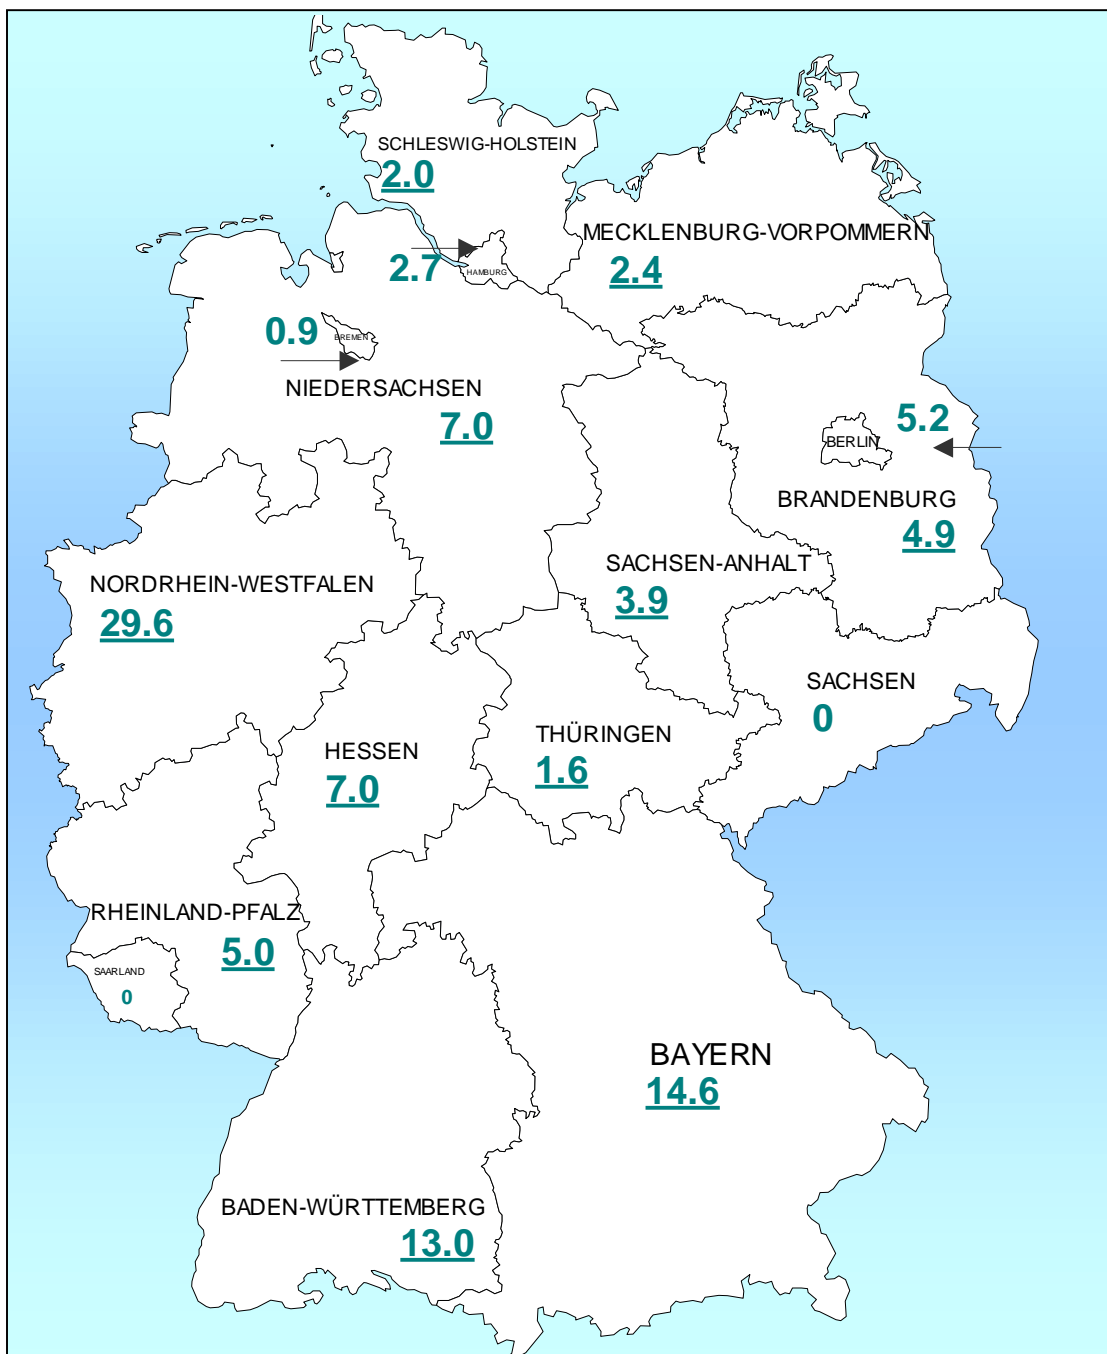 SCHLESWIG-HOLSTEIN
2.0
MECKLENBURG-VORPOMMERN
2.4
2.7
HAMBURG
0.9
BREMEN
NIEDERSACHSEN
7.0
5.2
BERLIN
BRANDENBURG
4.9
SACHSEN-ANHALT
3.9
NORDRHEIN-WESTFALEN
29.6
SACHSEN
0
THÜRINGEN
1.6
HESSEN
7.0
RHEINLAND-PFALZ
5.0
SAARLAND
0
BAYERN
14.6
BADEN-WÜRTTEMBERG
13.0